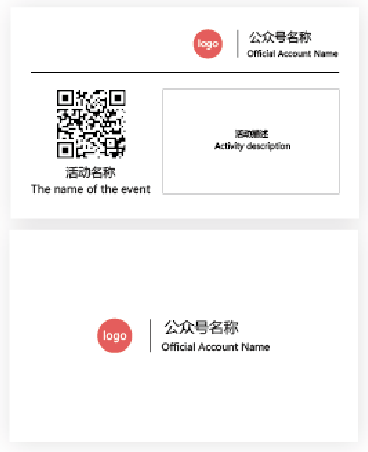 logo
公众号名称
Official Account Name
活动描述
Activity description
活动名称
The name of the event
logo
公众号名称
Official Account Name